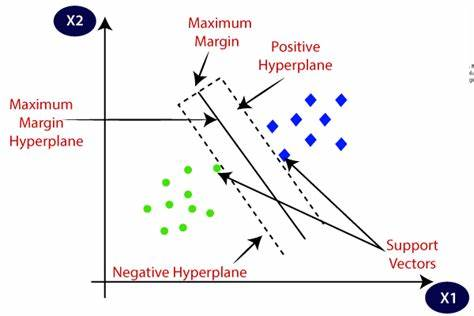 X2
Maximum
Margin
Positive
Hyperplane
Maximum
Margin
Hyperplane
Support
Vectors
Negative Hyperplane
X1